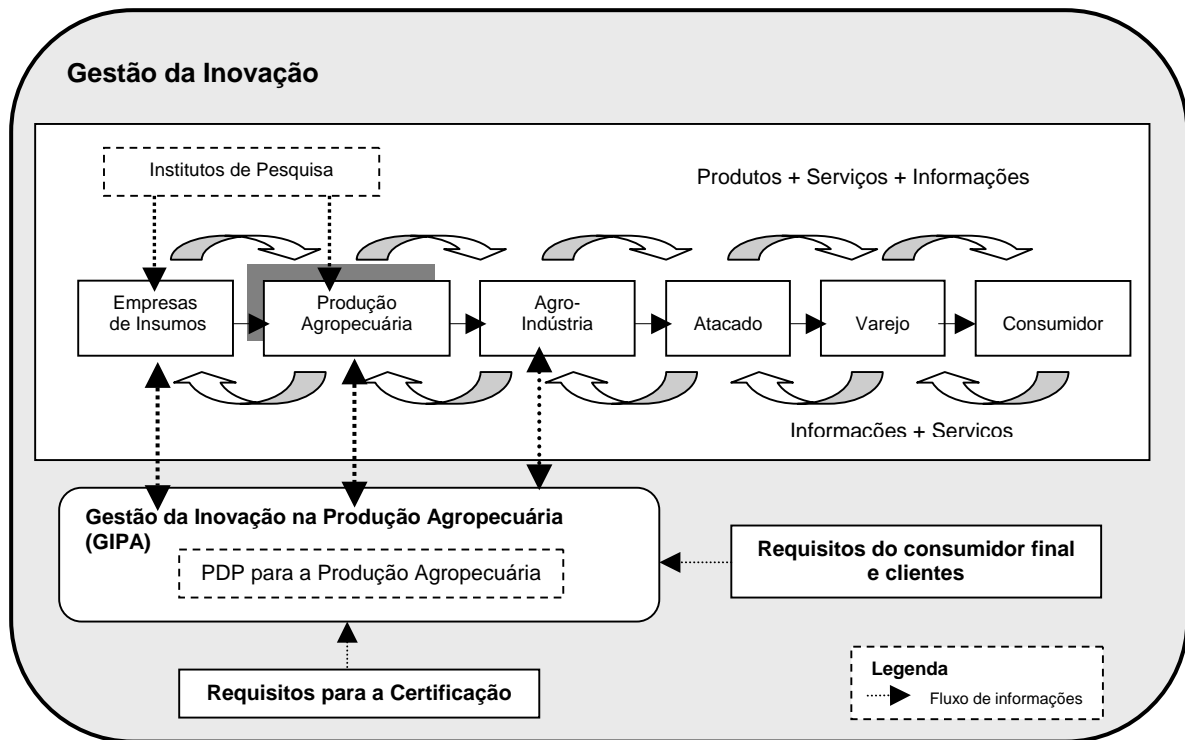 Gestão da Inovação
Institutos de Pesquisa
Produtos + Serviços + Informações
Empresas
de Insumos
Produção
Agropecuária
Agro-
Indústria
Atacado
Varejo
Consumidor
Informações + Serviços
Gestão da Inovação na Produção Agropecuária
(GIPA)
PDP para a Produção Agropecuária
Requisitos do consumidor final
e clientes
Requisitos para a Certificação
Legenda
Fluxo de informações